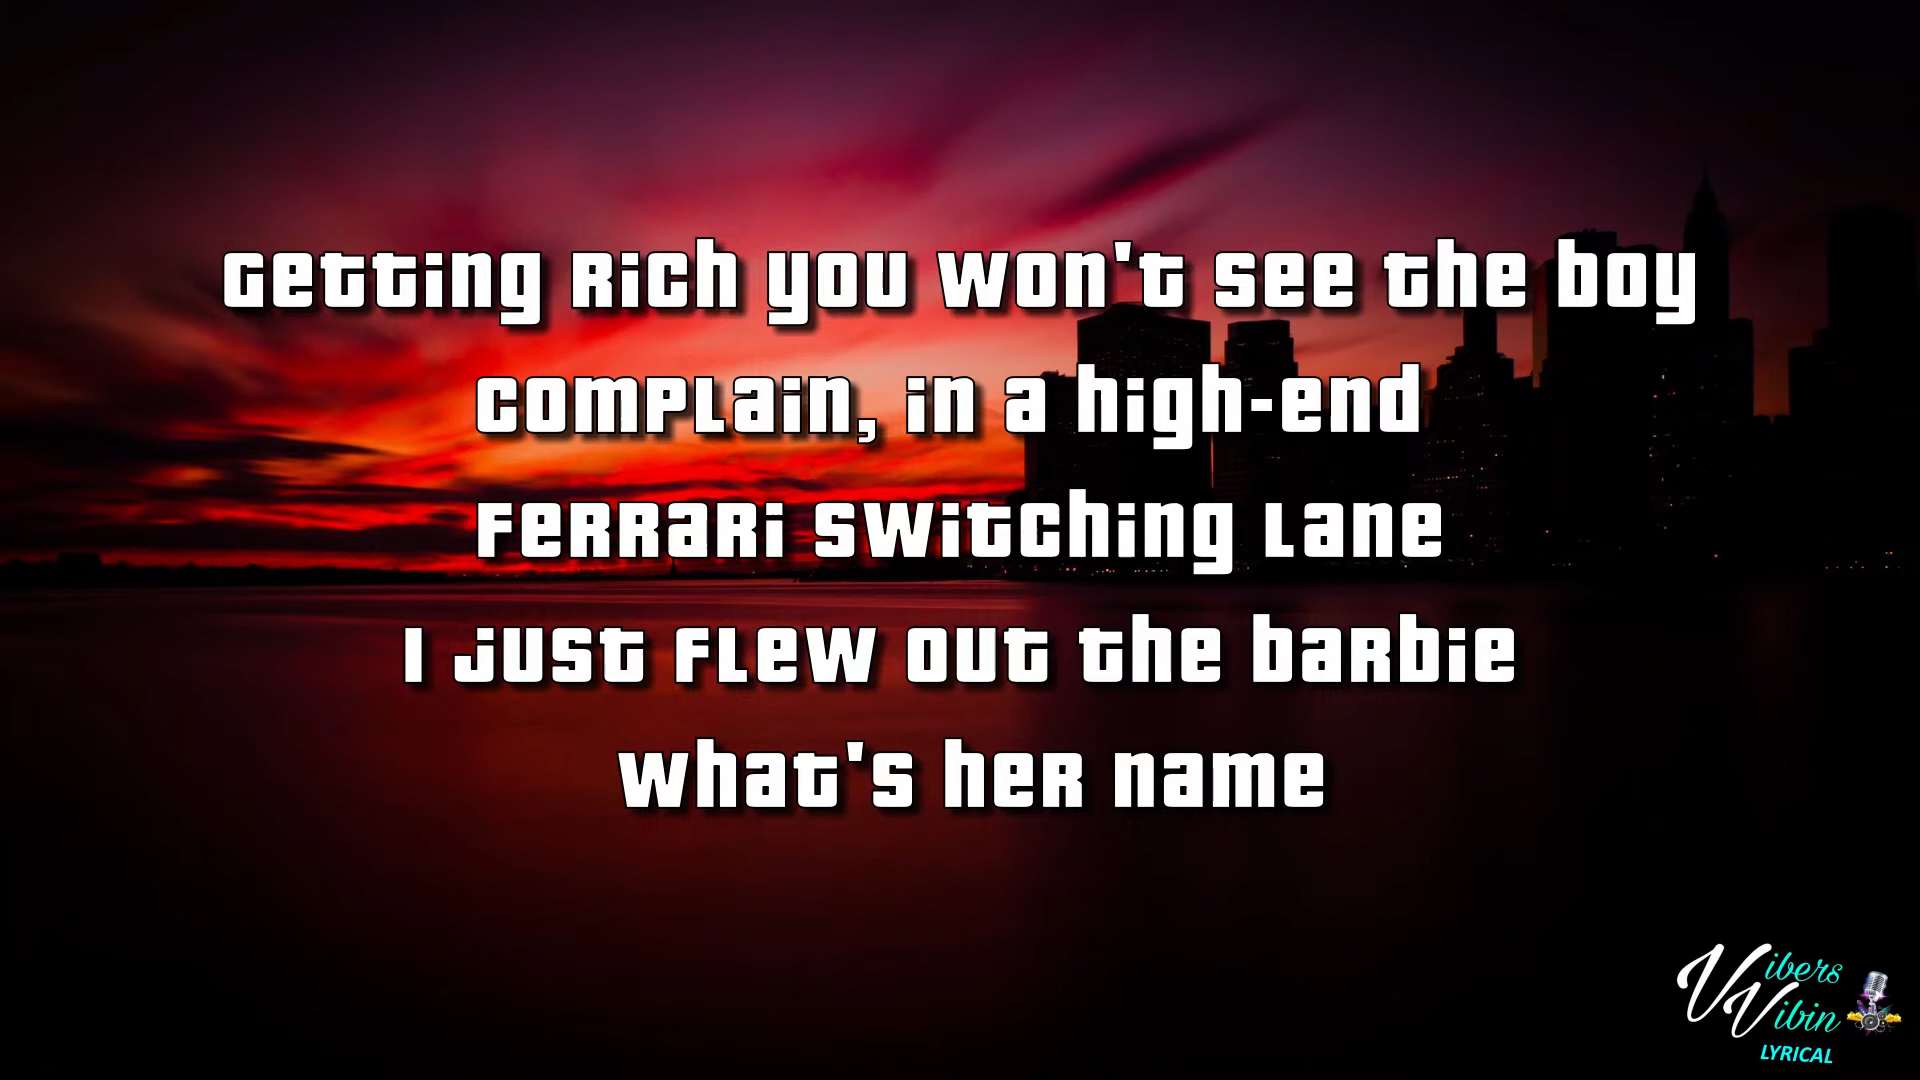 Getting Rich you won't see the boy
complain, in a high-end
Ferrari switching lane
I just flew out the barbie
what's her name
Vibers
Vibin
LYRICAL